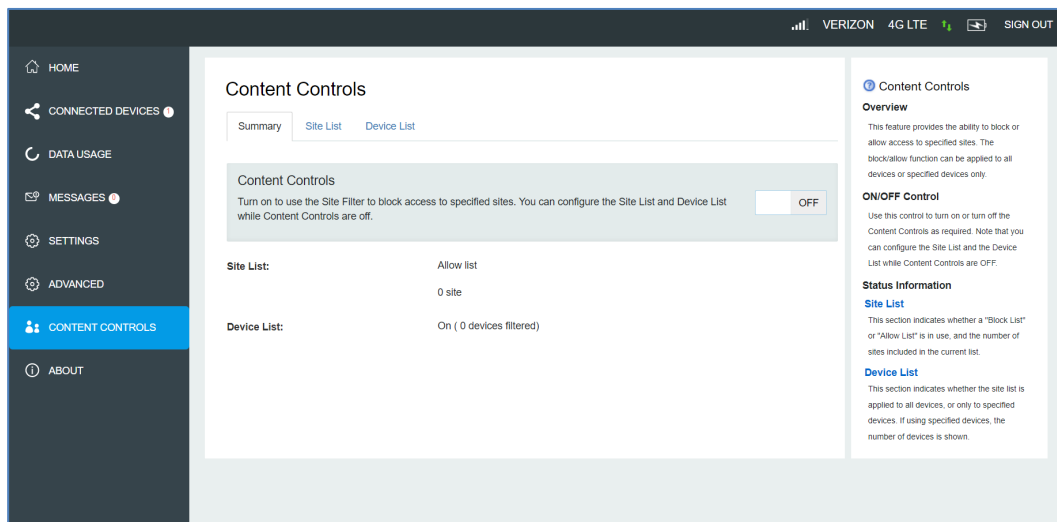 VERIZON 4G LTE SIGN OUT
HOME
CONNECTED DEVICES 1
DATA USAGE
MESSAGES
SETTINGS
ADVANCED
CONTENT CONTROLS
ABOUT
Content Controls
Summary Site List Device List
Content Controls
Turn on to use the Site Filter to block access to specified sites. You can configure the Site List and Device List
while Content Controls are off.
OFF
Site List: Allow list
0 site
Device List: On ( 0 devices filtered)
? Content Controls
Overview
This feature provides the ability to block or
allow access to specified sites. The
block/allow function can be applied to all
devices or specified devices only.
ON/OFF Control
Use this control to turn on or turn off the
Content Controls as required. Note that you
can configure the Site List and the Device
List while Content Controls are OFF.
Status Information
Site List
This section indicates whether a "Block List"
or "Allow List" is in use, and the number of
sites included in the current list.
Device List
This section indicates whether the site list is
applied to all devices, or only to specified
devices. If using specified devices, the
number of devices is shown.